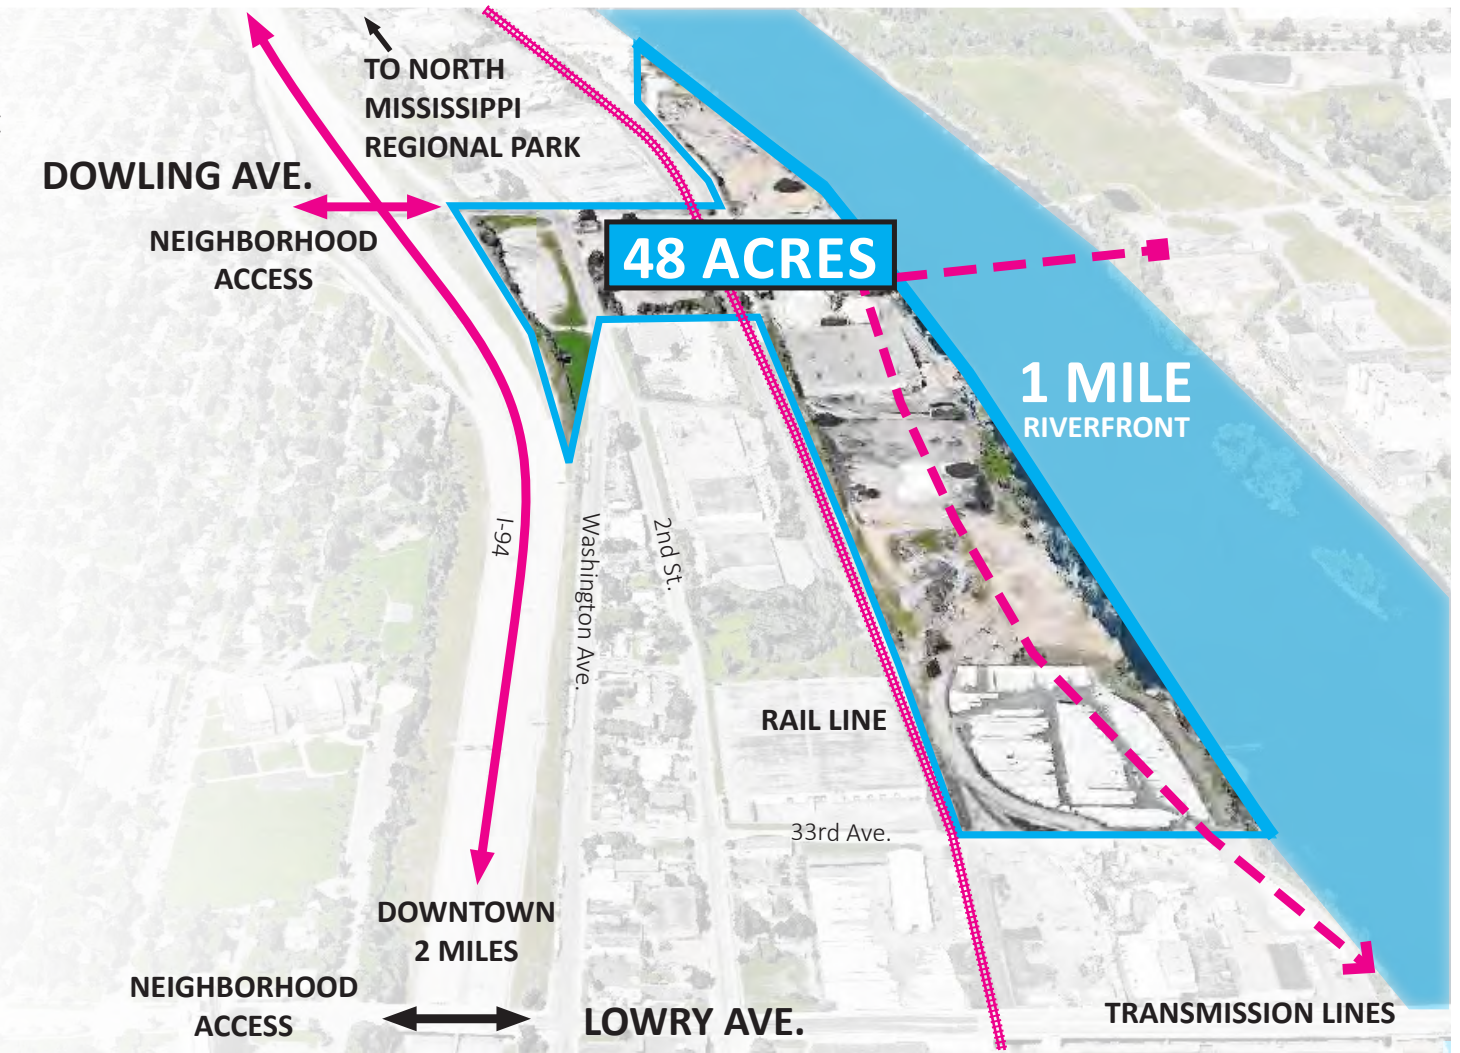 TO NORTH
MISSISSIPPI
REGIONAL PARK
DOWLING AVE.
NEIGHBORHOOD
ACCESS
48 ACRES
1 MILE
RIVERFRONT
I-94
Washington Ave.
2nd St.
RAIL LINE
33rd Ave.
DOWNTOWN
2 MILES
NEIGHBORHOOD
ACCESS
LOWRY AVE.
TRANSMISSION LINES